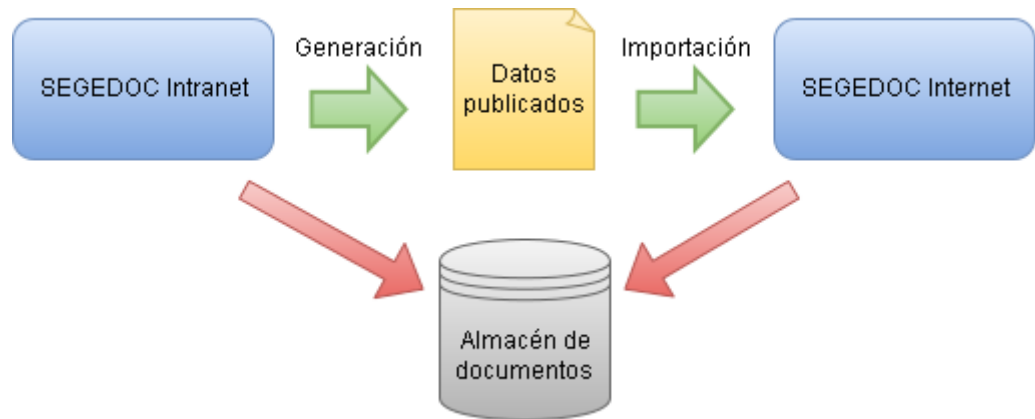 SEGEDOC Intranet
Generación
Datos
publicados
Importación
SEGEDOC Internet
Almacén de
documentos